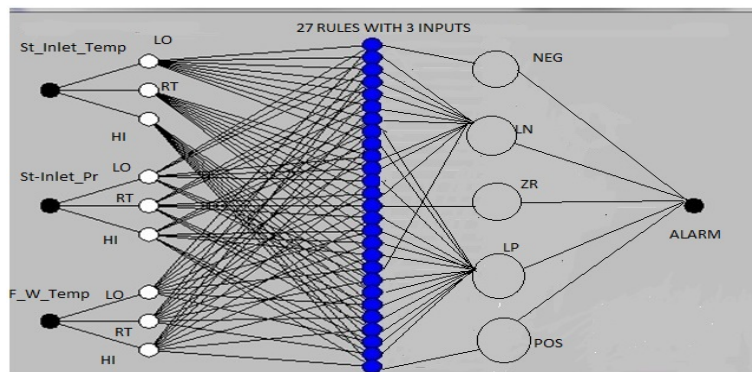 27 RULES WITH 3 INPUTS
St_Inlet_Temp
LO
RT
HI
St-Inlet_Pr
LO
RT
HI
F_W_Temp
LO
RT
HI
NEG
LN
ZR
LP
POS
ALARM